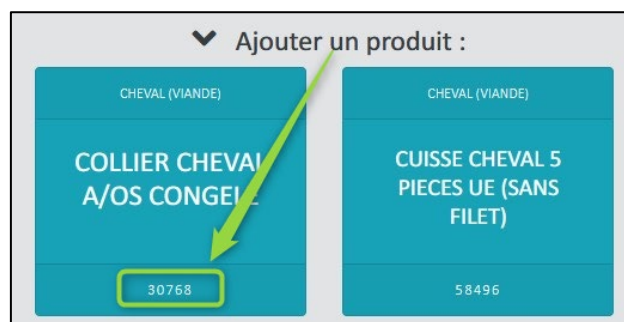 Ajouter un produit :
CHEVAL (VIANDE)
COLLIER CHEVAL
A/OS CONGELE
30768
CHEVAL (VIANDE)
CUISSE CHEVAL 5
PIECES UE (SANS
FILET)
58496